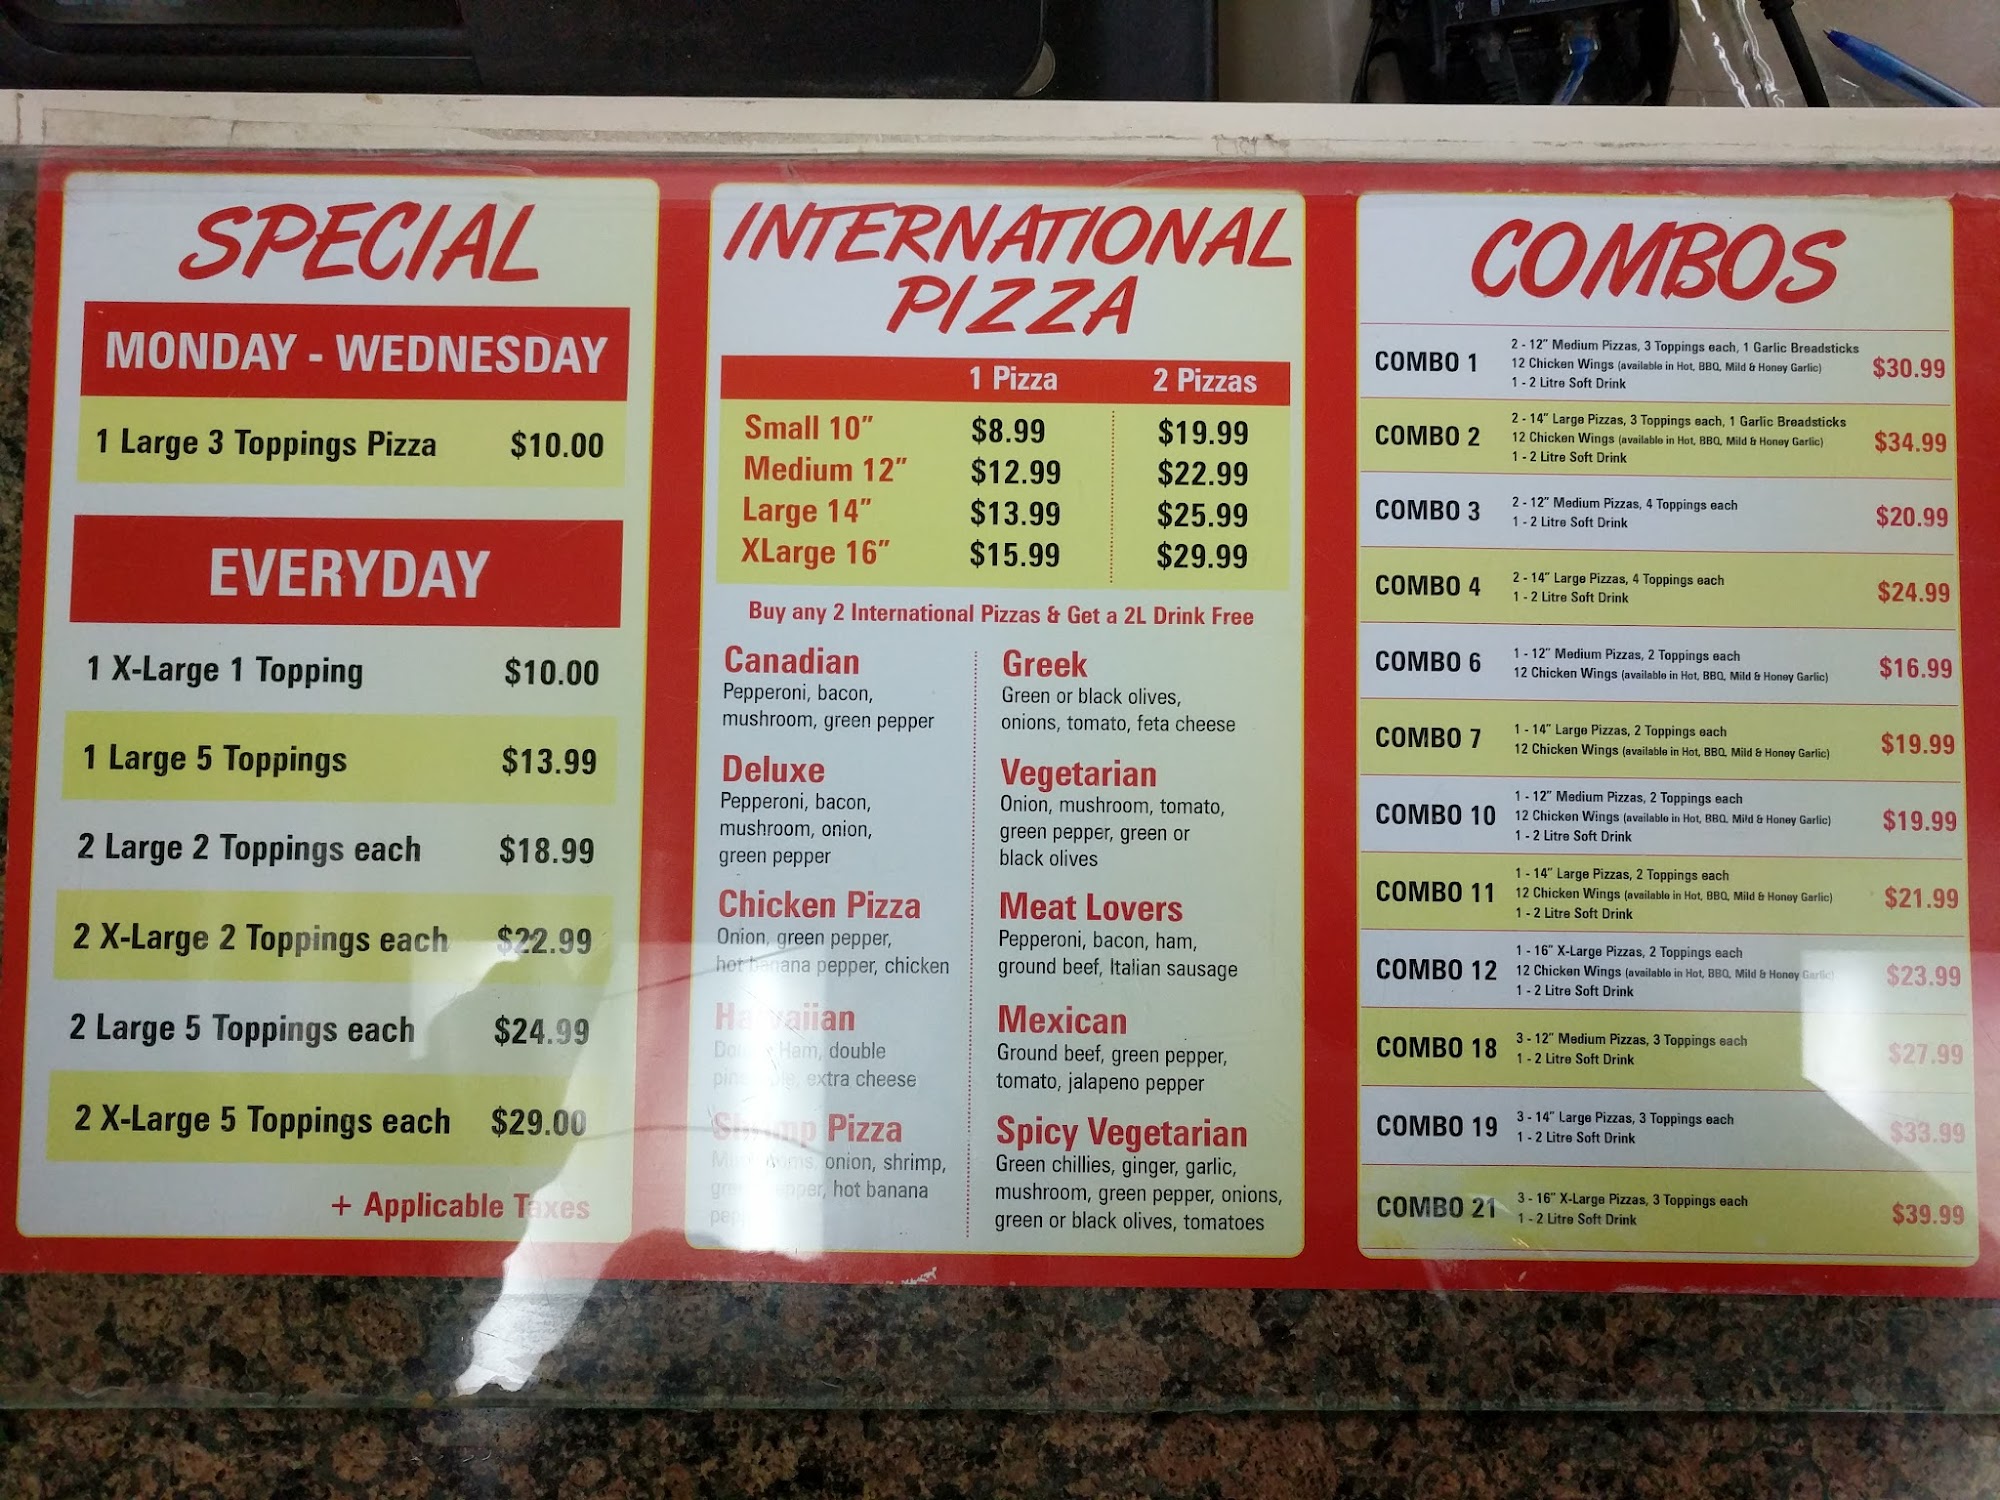 SPECIAL
MONDAY - WEDNESDAY
1 Large 3 Toppings Pizza $10.00
EVERYDAY
1 X-Large 1 Topping $10.00
1 Large 5 Toppings $13.99
2 Large 2 Toppings each $18.99
2 X-Large 2 Toppings each $22.99
2 Large 5 Toppings each $24.99
2 X-Large 5 Toppings each $29.00
+ Applicable Taxes
INTERNATIONAL
PIZZA
1 Pizza 2 Pizzas
Small 10" $8.99 $19.99
Medium 12" $12.99 $22.99
Large 14" $13.99 $25.99
XLarge 16" $15.99 $29.99
Buy any 2 International Pizzas & Get a 2L Drink Free
Canadian
Pepperoni, bacon,
mushroom, green pepper
Deluxe
Pepperoni, bacon,
mushroom, onion,
green pepper
Chicken Pizza
Onion, green pepper,
hot banana pepper, chicken
Hawaiian
Double Ham, double
pineapple, extra cheese
Shrimp Pizza
Mushrooms, onion, shrimp,
green pepper, hot banana
pepper
Greek
Green or black olives,
onions, tomato, feta cheese
Vegetarian
Onion, mushroom, tomato,
green pepper, green or
black olives
Meat Lovers
Pepperoni, bacon, ham,
ground beef, Italian sausage
Mexican
Ground beef, green pepper,
tomato, jalapeno pepper
Spicy Vegetarian
Green chillies, ginger, garlic,
mushroom, green pepper, onions,
green or black olives, tomatoes
COMBOS
COMBO 1 2 - 12" Medium Pizzas, 3 Toppings each, 1 Garlic Breadsticks
12 Chicken Wings (available in Hot, BBQ, Mild & Honey Garlic) $30.99
1 - 2 Litre Soft Drink
COMBO 2 2 - 14" Large Pizzas, 3 Toppings each, 1 Garlic Breadsticks
12 Chicken Wings (available in Hot, BBQ, Mild & Honey Garlic) $34.99
1 - 2 Litre Soft Drink
COMBO 3 2 - 12" Medium Pizzas, 4 Toppings each $20.99
1 - 2 Litre Soft Drink
COMBO 4 2 - 14" Large Pizzas, 4 Toppings each $24.99
1 - 2 Litre Soft Drink
COMBO 6 1 - 12" Medium Pizzas, 2 Toppings each $16.99
12 Chicken Wings (available in Hot, BBQ, Mild & Honey Garlic)
COMBO 7 1 - 14" Large Pizzas, 2 Toppings each $19.99
12 Chicken Wings (available in Hot, BBQ, Mild & Honey Garlic)
COMBO 10 1 - 12" Medium Pizzas, 2 Toppings each
12 Chicken Wings (available in Hot, BBQ, Mild & Honey Garlic) $19.99
1 - 2 Litre Soft Drink
COMBO 11 1 - 14" Large Pizzas, 2 Toppings each
12 Chicken Wings (available in Hot, BBQ, Mild & Honey Garlic) $21.99
1 - 2 Litre Soft Drink
COMBO 12 1 - 16" X-Large Pizzas, 2 Toppings each
12 Chicken Wings (available in Hot, BBQ, Mild & Honey Garlic) $23.99
1 - 2 Litre Soft Drink
COMBO 18 3 - 12" Medium Pizzas, 3 Toppings each $27.99
1 - 2 Litre Soft Drink
COMBO 19 3 - 14" Large Pizzas, 3 Toppings each $33.99
1 - 2 Litre Soft Drink
COMBO 21 3 - 16" X-Large Pizzas, 3 Toppings each $39.99
1 - 2 Litre Soft Drink